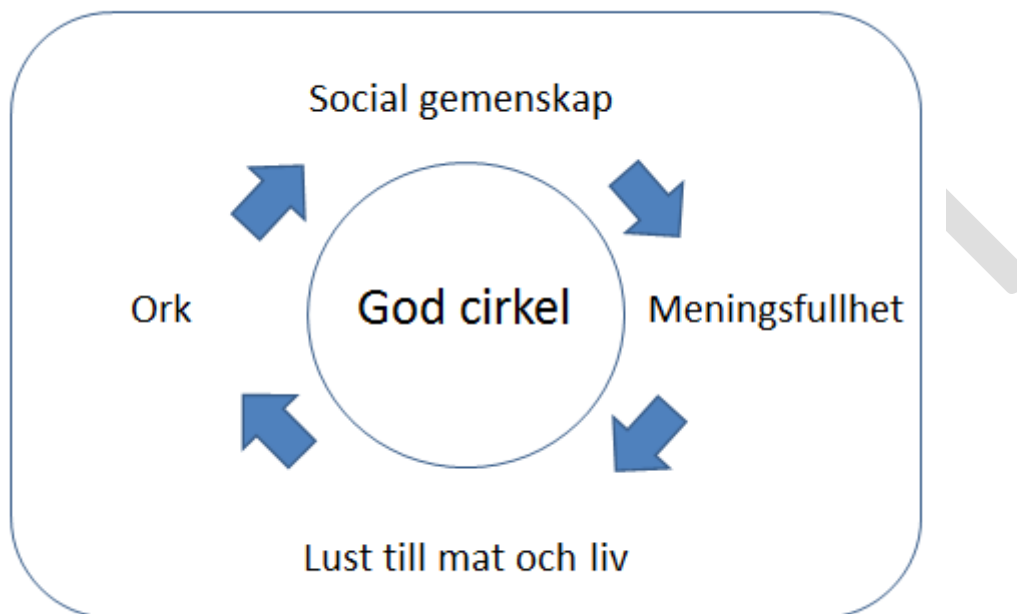 Social gemenskap
Ork
God cirkel
Meningsfullhet
Lust till mat och liv